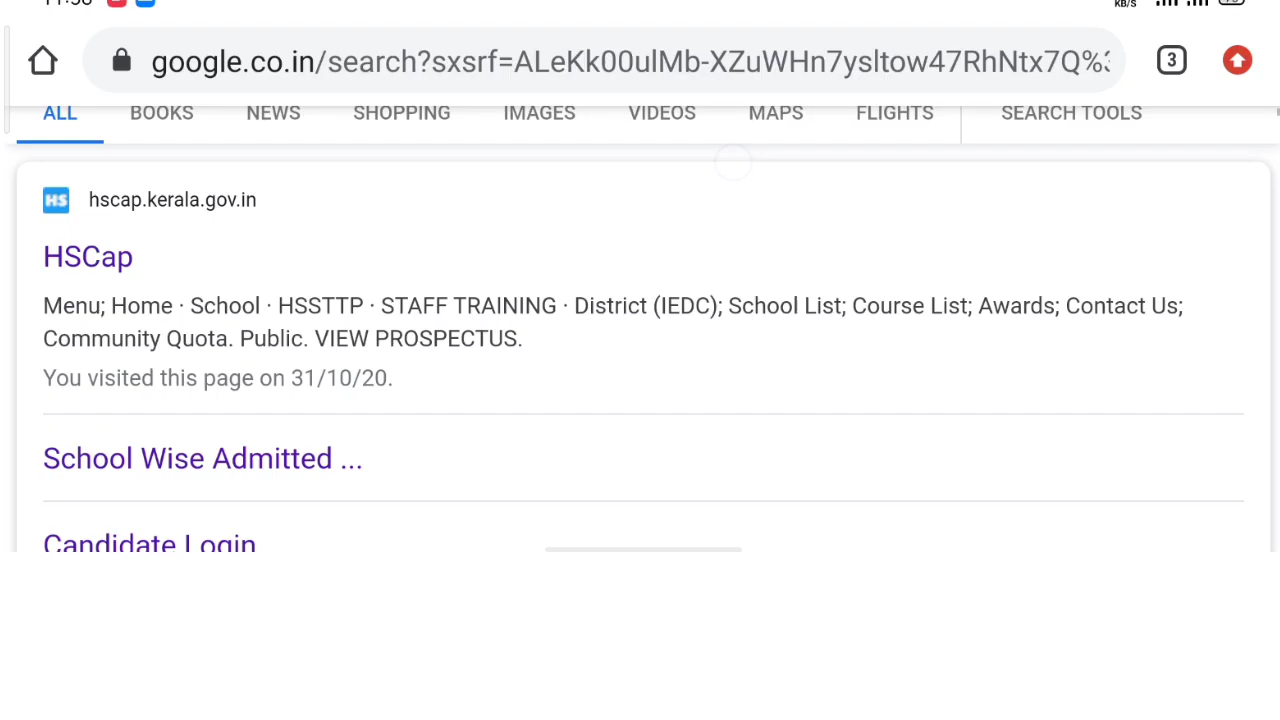 KB/S
google.co.in/search?sxsrf=ALeKk00ulMb-XZuWHn7ysltow47RhNtx7Q%
3
ALL BOOKS NEWS SHOPPING IMAGES VIDEOS MAPS FLIGHTS SEARCH TOOLS
HS hscap.kerala.gov.in
HSCap
Menu; Home · School · HSSTTP · STAFF TRAINING · District (IEDC); School List; Course List; Awards; Contact Us;
Community Quota. Public. VIEW PROSPECTUS.
You visited this page on 31/10/20.
School Wise Admitted ...
Candidate Login